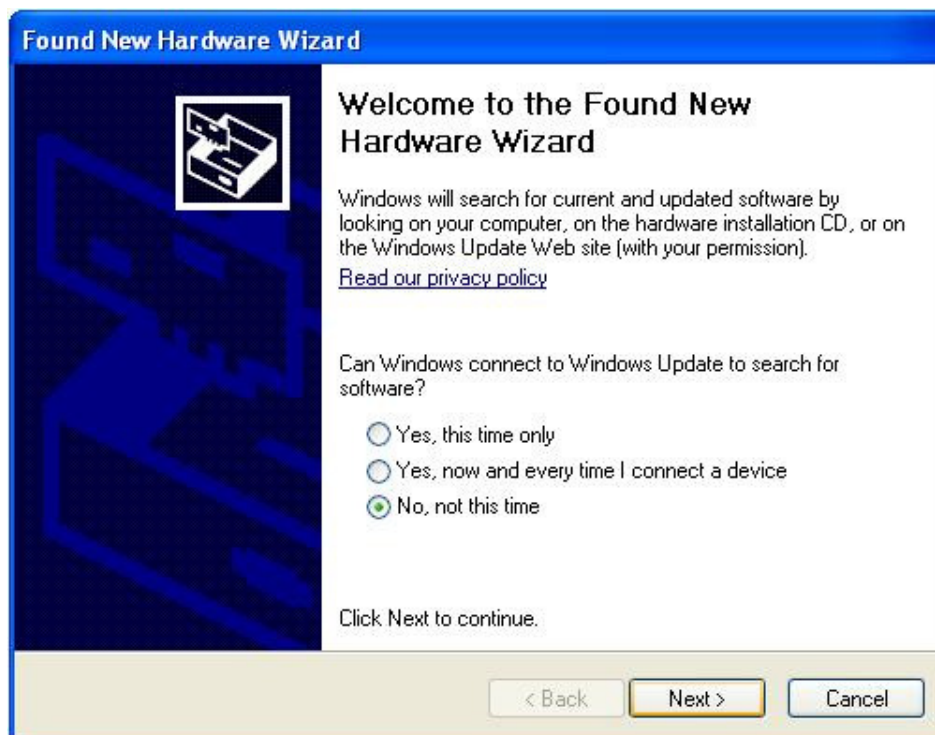 Found New Hardware Wizard
Welcome to the Found New
Hardware Wizard
Windows will search for current and updated software by
looking on your computer, on the hardware installation CD, or on
the Windows Update Web site (with your permission).
Read our privacy policy
Can Windows connect to Windows Update to search for
software?
Yes, this time only
Yes, now and every time I connect a device
No, not this time
Click Next to continue.
< Back Next > Cancel